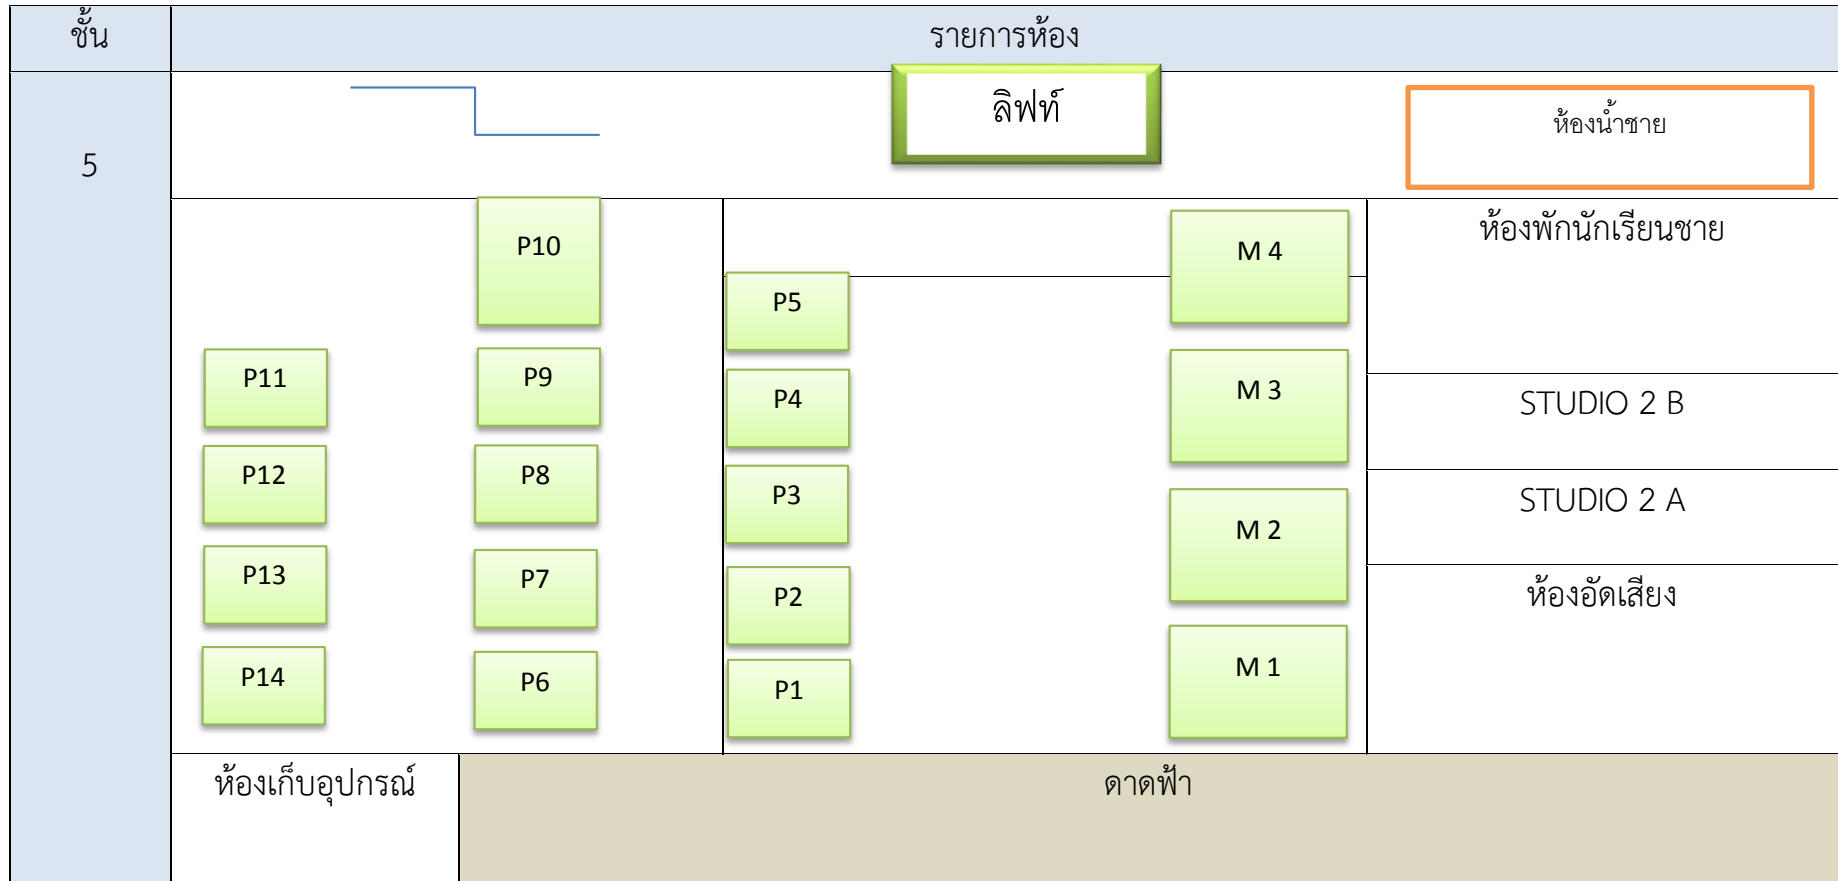 ชั้น
รายการห้อง
5
ลิฟท์
ห้องน้ำชาย
P10
M 4
ห้องพักนักเรียนชาย
P5
P11
P9
P4
M 3
STUDIO 2 B
P12
P8
P3
M 2
STUDIO 2 A
P13
P7
P2
ห้องอัดเสียง
P14
P6
P1
M 1
ห้องเก็บอุปกรณ์
ดาดฟ้า